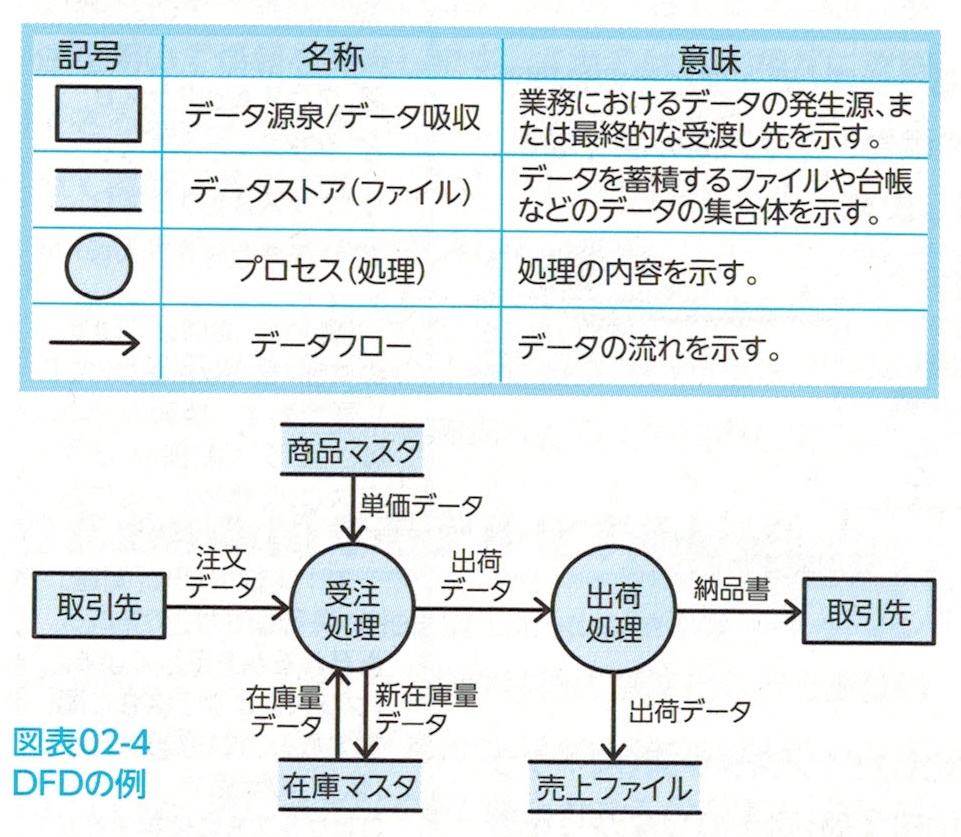 記号
名称
意味
データ源泉/データ吸収
業務におけるデータの発生源、ま
たは最終的な受渡し先を示す。
データストア(ファイル)
データを蓄積するファイルや台帳
などのデータの集合体を示す。
プロセス(処理)
処理の内容を示す。
データフロー
データの流れを示す。
商品マスタ
単価データ
取引先
注文
データ
受注
処理
出荷
データ
出荷
処理
納品書
取引先
在庫量
データ
新在庫量
データ
出荷データ
在庫マスタ
売上ファイル
図表02-4
DFDの例